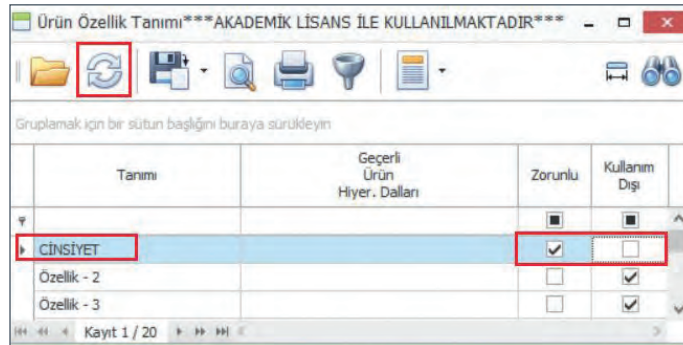 Ürün Özellik Tanımı***AKADEMİK LİSANS İLE KULLANILMAKTADIR***
Gruplamak için bir sütun başlığını buraya sürükleyin
Tanımı
Geçerli
Ürün
Hiyer. Dalları
Zorunlu
Kullanım
Dışı
CİNSİYET
Özellik - 2
Özellik - 3
Kayıt 1 / 20